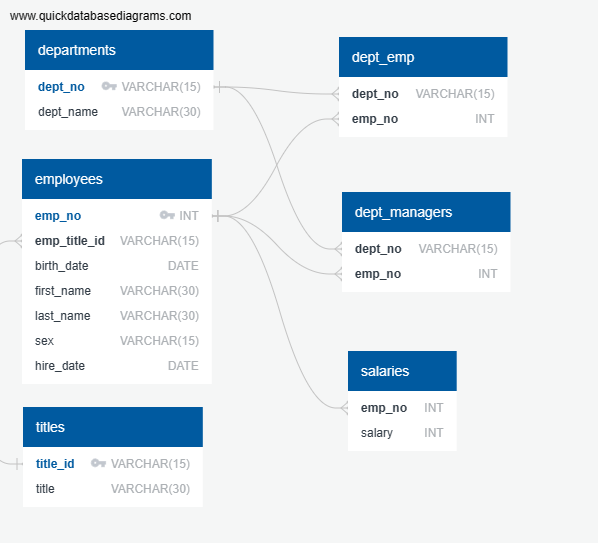 www.quickdatabasediagrams.com
departments
dept_no VARCHAR(15)
dept_name VARCHAR(30)
employees
emp_no INT
emp_title_id VARCHAR(15)
birth_date DATE
first_name VARCHAR(30)
last_name VARCHAR(30)
sex VARCHAR(15)
hire_date DATE
titles
title_id VARCHAR(15)
title VARCHAR(30)
dept_emp
dept_no VARCHAR(15)
emp_no INT
dept_managers
dept_no VARCHAR(15)
emp_no INT
salaries
emp_no INT
salary INT